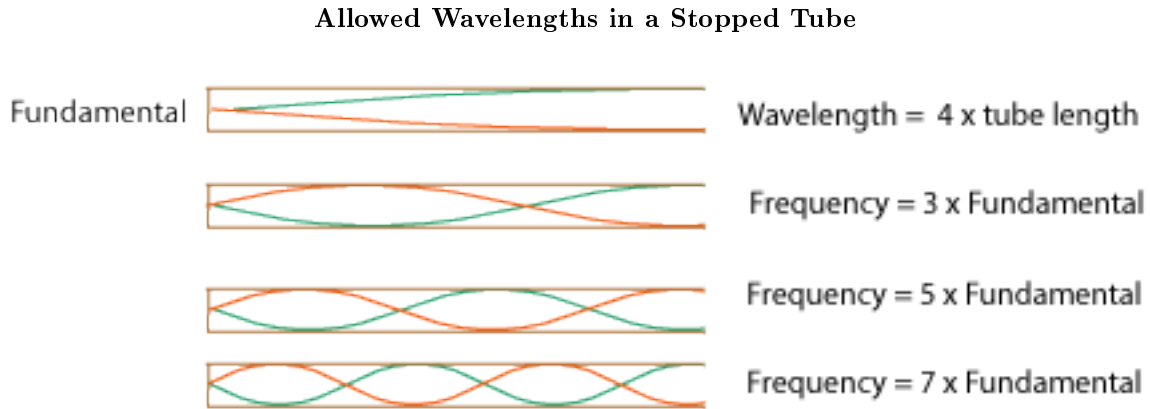 Allowed Wavelengths in a Stopped Tube
Fundamental
Wavelength = 4 x tube length
Frequency = 3 x Fundamental
Frequency = 5 x Fundamental
Frequency = 7 x Fundamental